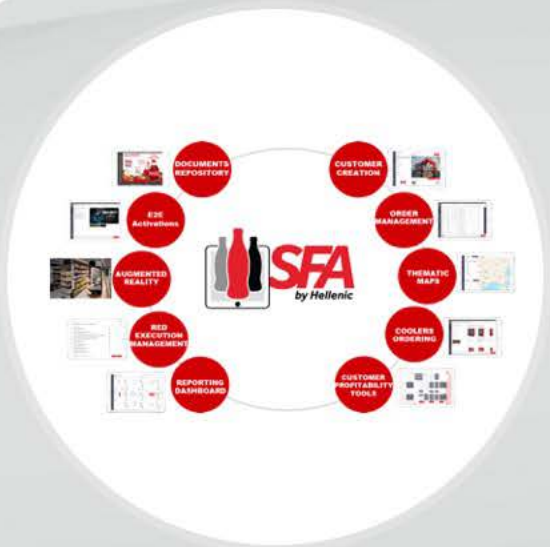 DOCUMENTS
REPOSITORY
CUSTOMER
CREATION
E2E
Activations
ORDER
MANAGEMENT
AUGMENTED
REALITY
SFA
by Hellenic
THEMATIC
MAPS
RED
EXECUTION
MANAGEMENT
COOLERS
ORDERING
REPORTING
DASHBOARD
CUSTOMER
PROFITABILITY
TOOLS